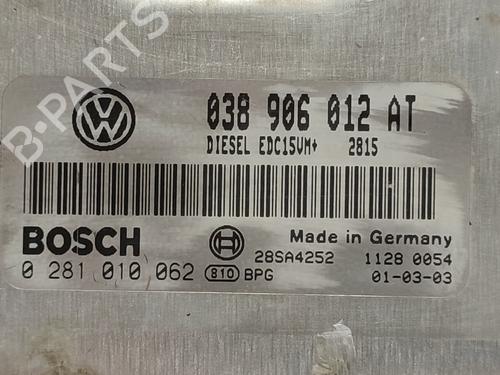 038 906 012 AT
DIESEL EDC15VM+ 2815
BOSCH
Made in Germany
0 281 010 062
810
BPG
28SA4252
1128 0054
01-03-03
B-PARTS